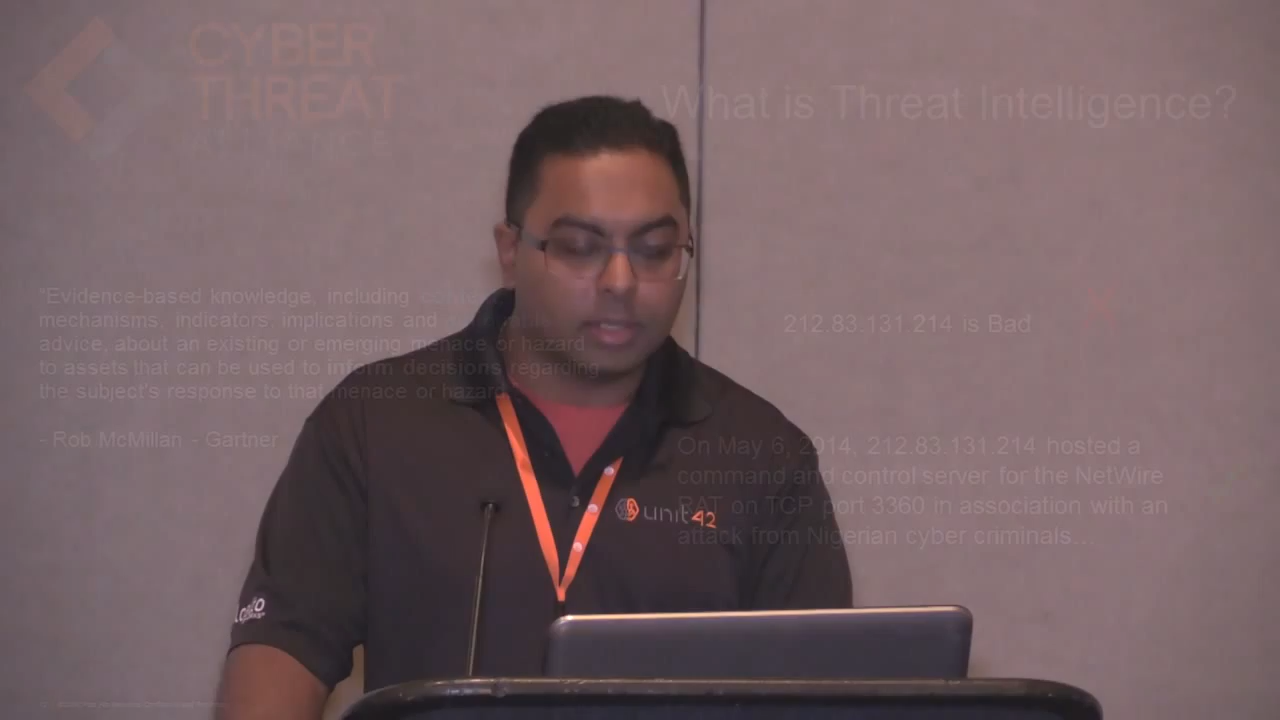 CYBER
THREAT
What is Threat Intelligence?
"Evidence-based knowledge, including
mechanisms, indicators, implications and
advice, about an existing or emerging menace or hazard
to assets that can be used to inform decisions regarding
the subject's response to that menace or hazard
- Rob McMillan - Gartner
212.83.131.214 is Bad
On May 6, 2014, 212.83.131.214 hosted a
command and control server for the NetWire
RAT on TCP port 3360 in association with an
attack from Nigerian cyber criminals...
unit42